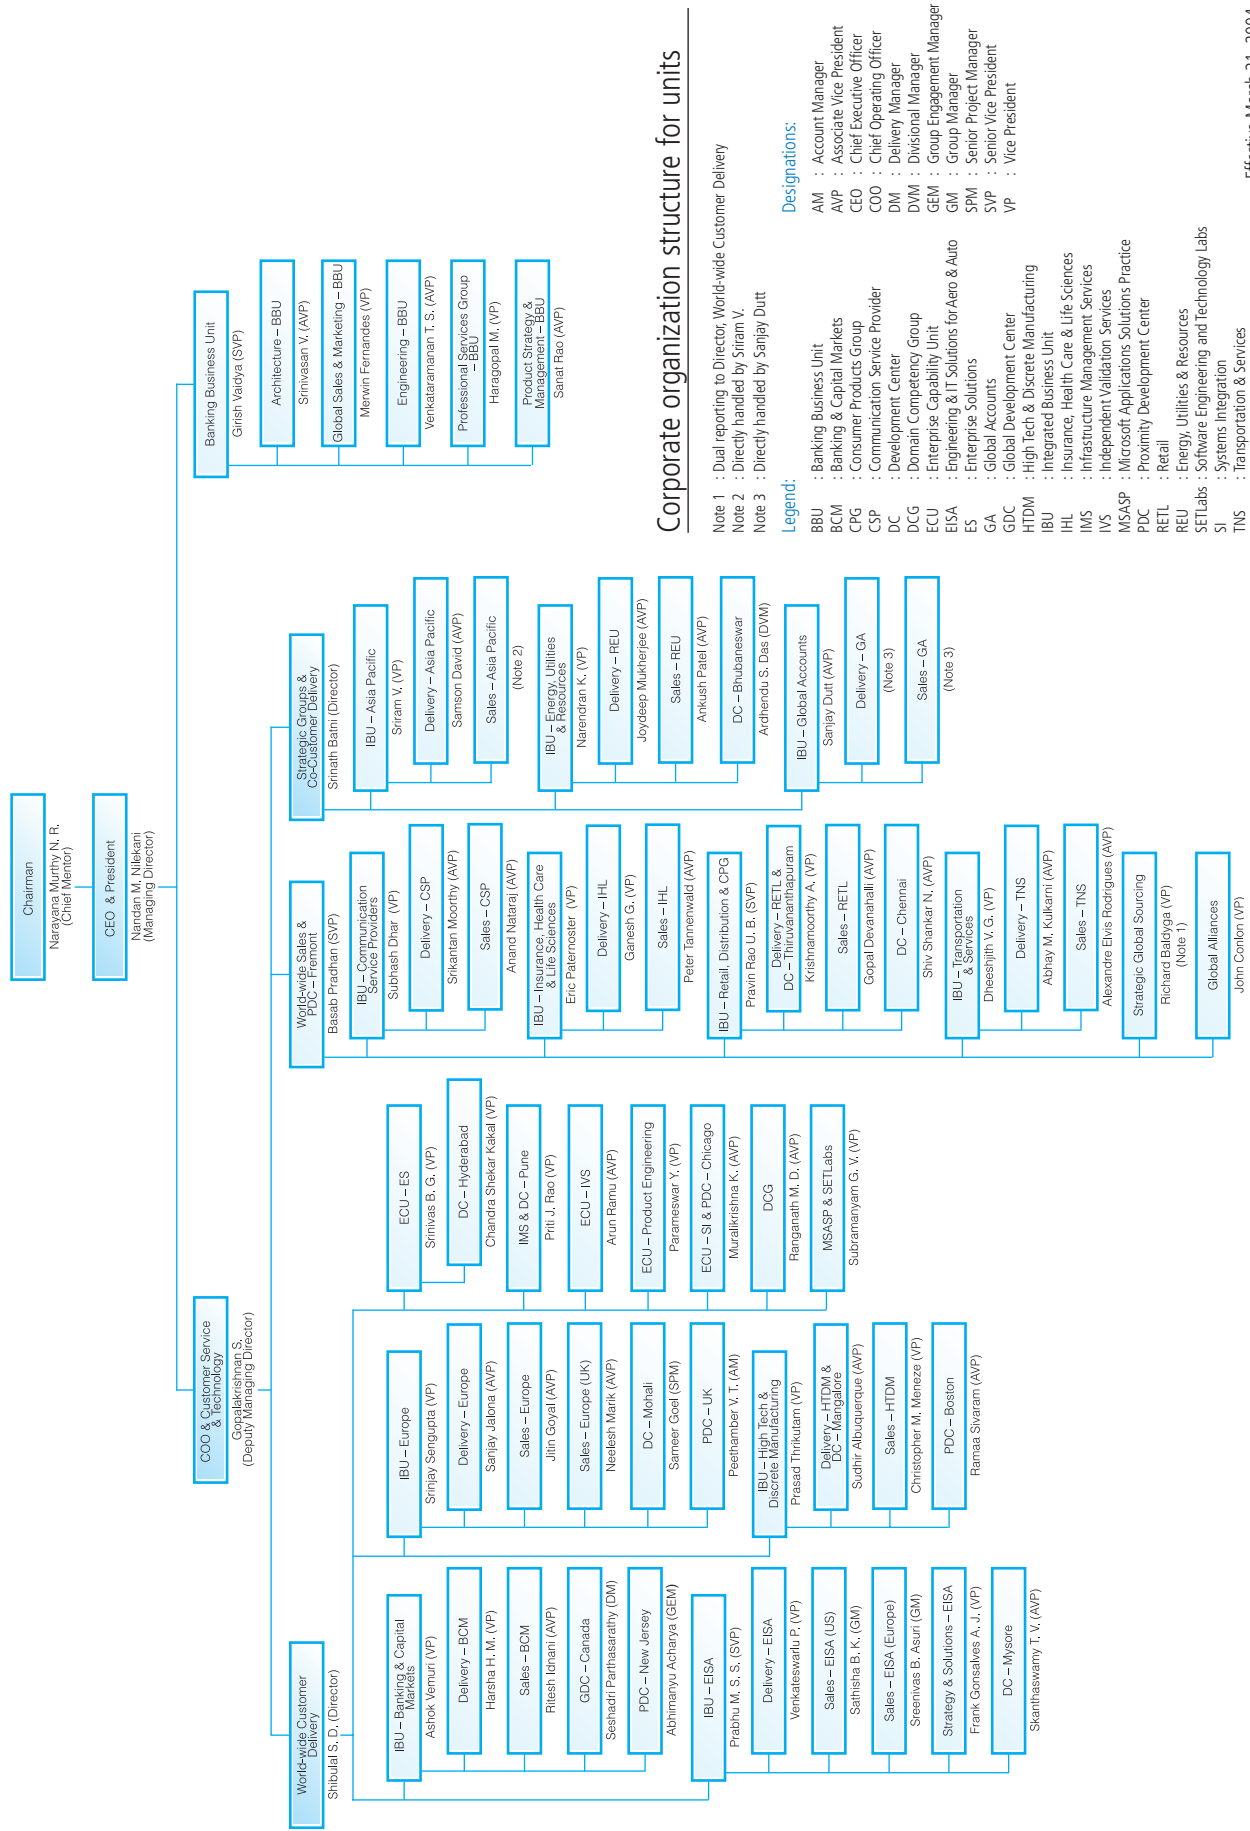 Chairman
Narayana Murthy N. R.
(Chief Mentor)
CEO & President
Nandan M. Nilekani
(Managing Director)
COO & Customer Service
& Technology
Gopalakrishnan S.
(Deputy Managing Director)
Banking Business Unit
Girish Vaidya (SVP)
Architecture – BBU
Srinivasan V. (AVP)
Global Sales & Marketing – BBU
Merwin Fernandes (VP)
Engineering – BBU
Venkataramanan T. S. (AVP)
Professional Services Group
– BBU
Haragopal M. (VP)
Product Strategy &
Management – BBU
Sanat Rao (AVP)
World-wide Customer
Delivery
Shibulal S. D. (Director)
IBU – Banking & Capital
Markets
Ashok Vemuri (VP)
Delivery – BCM
Harsha H. M. (VP)
Sales – BCM
Ritesh Idnani (AVP)
GDC – Canada
Seshadri Parthasarathy (DM)
PDC – New Jersey
Abhimanyu Acharya (GEM)
IBU – EISA
Prabhu M. S. S. (SVP)
Delivery – EISA
Venkateswarlu P. (VP)
Sales – EISA (US)
Sathisha B. K. (GM)
Sales – EISA (Europe)
Sreenivas B. Asuri (GM)
Strategy & Solutions – EISA
Frank Gonsalves A. J. (VP)
DC – Mysore
Skanthaswamy T. V. (AVP)
IBU – Europe
Srinjay Sengupta (VP)
Delivery – Europe
Sanjay Jalona (AVP)
Sales – Europe
Jitin Goyal (AVP)
Sales – Europe (UK)
Neelesh Marik (AVP)
DC – Mohali
Sameer Goel (SPM)
PDC – UK
Peethamber V. T. (AM)
IBU – High Tech &
Discrete Manufacturing
Prasad Thrikutam (VP)
Delivery – HTDM &
DC – Mangalore
Sudhir Albuquerque (AVP)
Sales – HTDM
Christopher M. Meneze (VP)
PDC – Boston
Ramaa Sivaram (AVP)
ECU – ES
Srinivas B. G. (VP)
DC – Hyderabad
Chandra Shekar Kakal (VP)
IMS & DC – Pune
Priti J. Rao (VP)
ECU – IVS
Arun Ramu (AVP)
ECU – Product Engineering
Parameswar Y. (VP)
ECU – SI & PDC – Chicago
Muralikrishna K. (AVP)
DCG
Ranganath M. D. (AVP)
MSASP & SETLabs
Subramanyam G. V. (VP)
World-wide Sales &
PDC – Fremont
Basab Pradhan (SVP)
IBU – Communication
Service Providers
Subhash Dhar (VP)
Delivery – CSP
Srikantan Moorthy (AVP)
Sales – CSP
Anand Nataraj (AVP)
IBU – Insurance, Health Care
& Life Sciences
Eric Paternoster (VP)
Delivery – IHL
Ganesh G. (VP)
Sales – IHL
Peter Tannenwald (AVP)
IBU – Retail, Distribution & CPG
Pravin Rao U. B. (SVP)
Delivery – RETL &
DC – Thiruvananthapuram
Krishnamoorthy A. (VP)
Sales – RETL
Gopal Devanahalli (AVP)
DC – Chennai
Shiv Shankar N. (AVP)
IBU – Transportation
& Services
Dheeshjith V. G. (VP)
Delivery – TNS
Abhay M. Kulkarni (AVP)
Sales – TNS
Alexandre Elvis Rodrigues (AVP)
Strategic Global Sourcing
Richard Baldyga (VP)
(Note 1)
Global Alliances
John Conlon (VP)
Strategic Groups &
Co-Customer Delivery
Srinath Batni (Director)
IBU – Asia Pacific
Sriram V. (VP)
Delivery – Asia Pacific
Samson David (AVP)
Sales – Asia Pacific
(Note 2)
IBU – Energy, Utilities
& Resources
Narendran K. (VP)
Delivery – REU
Joydeep Mukherjee (AVP)
Sales – REU
Ankush Patel (AVP)
DC – Bhubaneswar
Ardhendu S. Das (DVM)
IBU – Global Accounts
Sanjay Dutt (AVP)
Delivery – GA
(Note 3)
Sales – GA
(Note 3)
Corporate organization structure for units
Note 1 : Dual reporting to Director, World-wide Customer Delivery
Note 2 : Directly handled by Sriram V.
Note 3 : Directly handled by Sanjay Dutt
Legend:
BBU : Banking Business Unit
BCM : Banking & Capital Markets
CPG : Consumer Products Group
CSP : Communication Service Provider
DC : Development Center
DCG : Domain Competency Group
ECU : Enterprise Capability Unit
EISA : Engineering & IT Solutions for Aero & Auto
ES : Enterprise Solutions
GA : Global Accounts
GDC : Global Development Center
HTDM : High Tech & Discrete Manufacturing
IBU : Integrated Business Unit
IHL : Insurance, Health Care & Life Sciences
IMS : Infrastructure Management Services
IVS : Independent Validation Services
MSASP : Microsoft Applications Solutions Practice
PDC : Proximity Development Center
RETL : Retail
REU : Energy, Utilities & Resources
SETLabs : Software Engineering and Technology Labs
SI : Systems Integration
TNS : Transportation & Services
Designations:
AM : Account Manager
AVP : Associate Vice President
CEO : Chief Executive Officer
COO : Chief Operating Officer
DM : Delivery Manager
DVM : Divisional Manager
GEM : Group Engagement Manager
GM : Group Manager
SPM : Senior Project Manager
SVP : Senior Vice President
VP : Vice President
Effective March 31, 2004